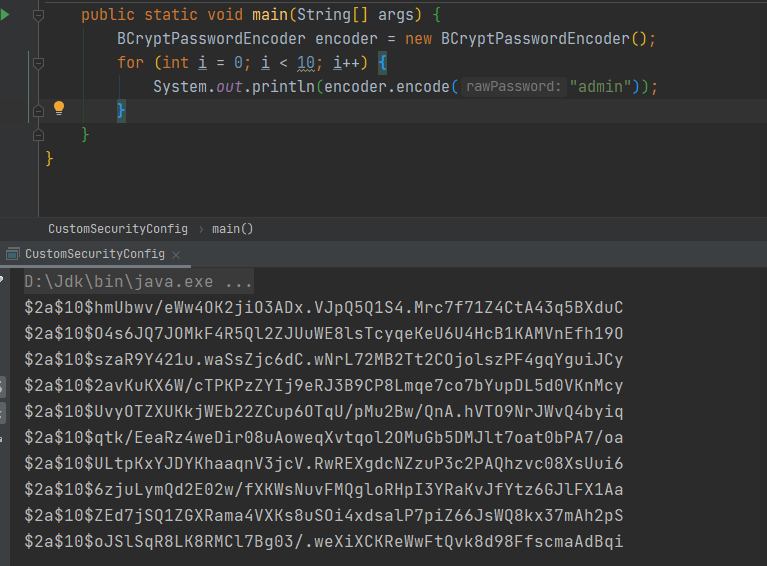 public static void main(String[] args) {
BCryptPasswordEncoder encoder = new BCryptPasswordEncoder();
for (int i = 0; i < 10; i++) {
System.out.println(encoder.encode( rawPassword: "admin"));
}
}
}
CustomSecurityConfig › main()
CustomSecurityConfig ×
D:\Jdk\bin\java.exe ...
$2a$10$hmUbwv/eWw4OK2jiO3ADx.VJpQ5Q1S4.Mrc7f71Z4CtA43q5BXduC
$2a$10$O4s6JQ7JOMkF4R5Ql2ZJUuWE8lsTcyqeKeU6U4HcB1KAMVnEfh19O
$2a$10$szaR9Y421u.waSsZjc6dC.wNrL72MB2Tt2COjolszPF4gqYguiJCy
$2a$10$2avKuKX6W/cTPKPzZYIj9eRJ3B9CP8Lmqe7co7bYupDL5d0VKnMcy
$2a$10$UvyOTZXUKkjWEb22ZCup6OTqU/pMu2Bw/QnA.hVTO9NrJWvQ4byiq
$2a$10$qtk/EeaRz4weDir08uAoweqXvtqol2OMuGb5DMJlt7oat0bPA7/oa
$2a$10$ULtpKxYJDYKhaaqnV3jcV.RwREXgdcNZzuP3c2PAQhzvc08XsUui6
$2a$10$6zjuLymQd2E02w/fXKWsNuvFMQgloRHpI3YRaKvJfYtz6GJlFX1Aa
$2a$10$ZEd7jSQ1ZGXRama4VXKs8uSOi4xdsalP7piZ66JsWQ8kx37mAh2pS
$2a$10$oJSlSqR8LK8RMCl7Bg03/.weXiXCKReWwFtQvk8d98FfscmaAdBqi